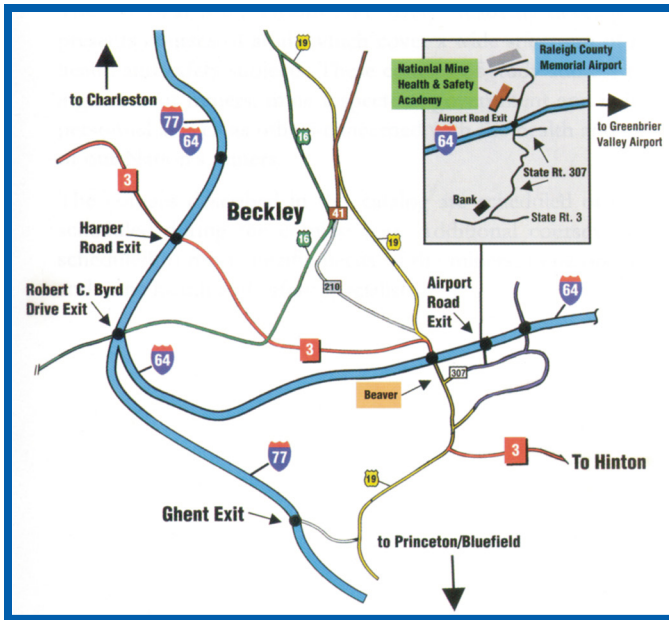 to Charleston
77
64
3
Harper
Road Exit
Robert C. Byrd
Drive Exit
64
77
Ghent Exit
19
16
Beckley
41
16
19
210
3
Airport
Road
Exit
64
307
Beaver
3
To Hinton
19
to Princeton/Bluefield
Raleigh County
Memorial Airport
Nationlal Mine
Health & Safety
Academy
Airport Road Exit
64
to Greenbrier
Valley Airport
State Rt. 307
Bank
State Rt. 3